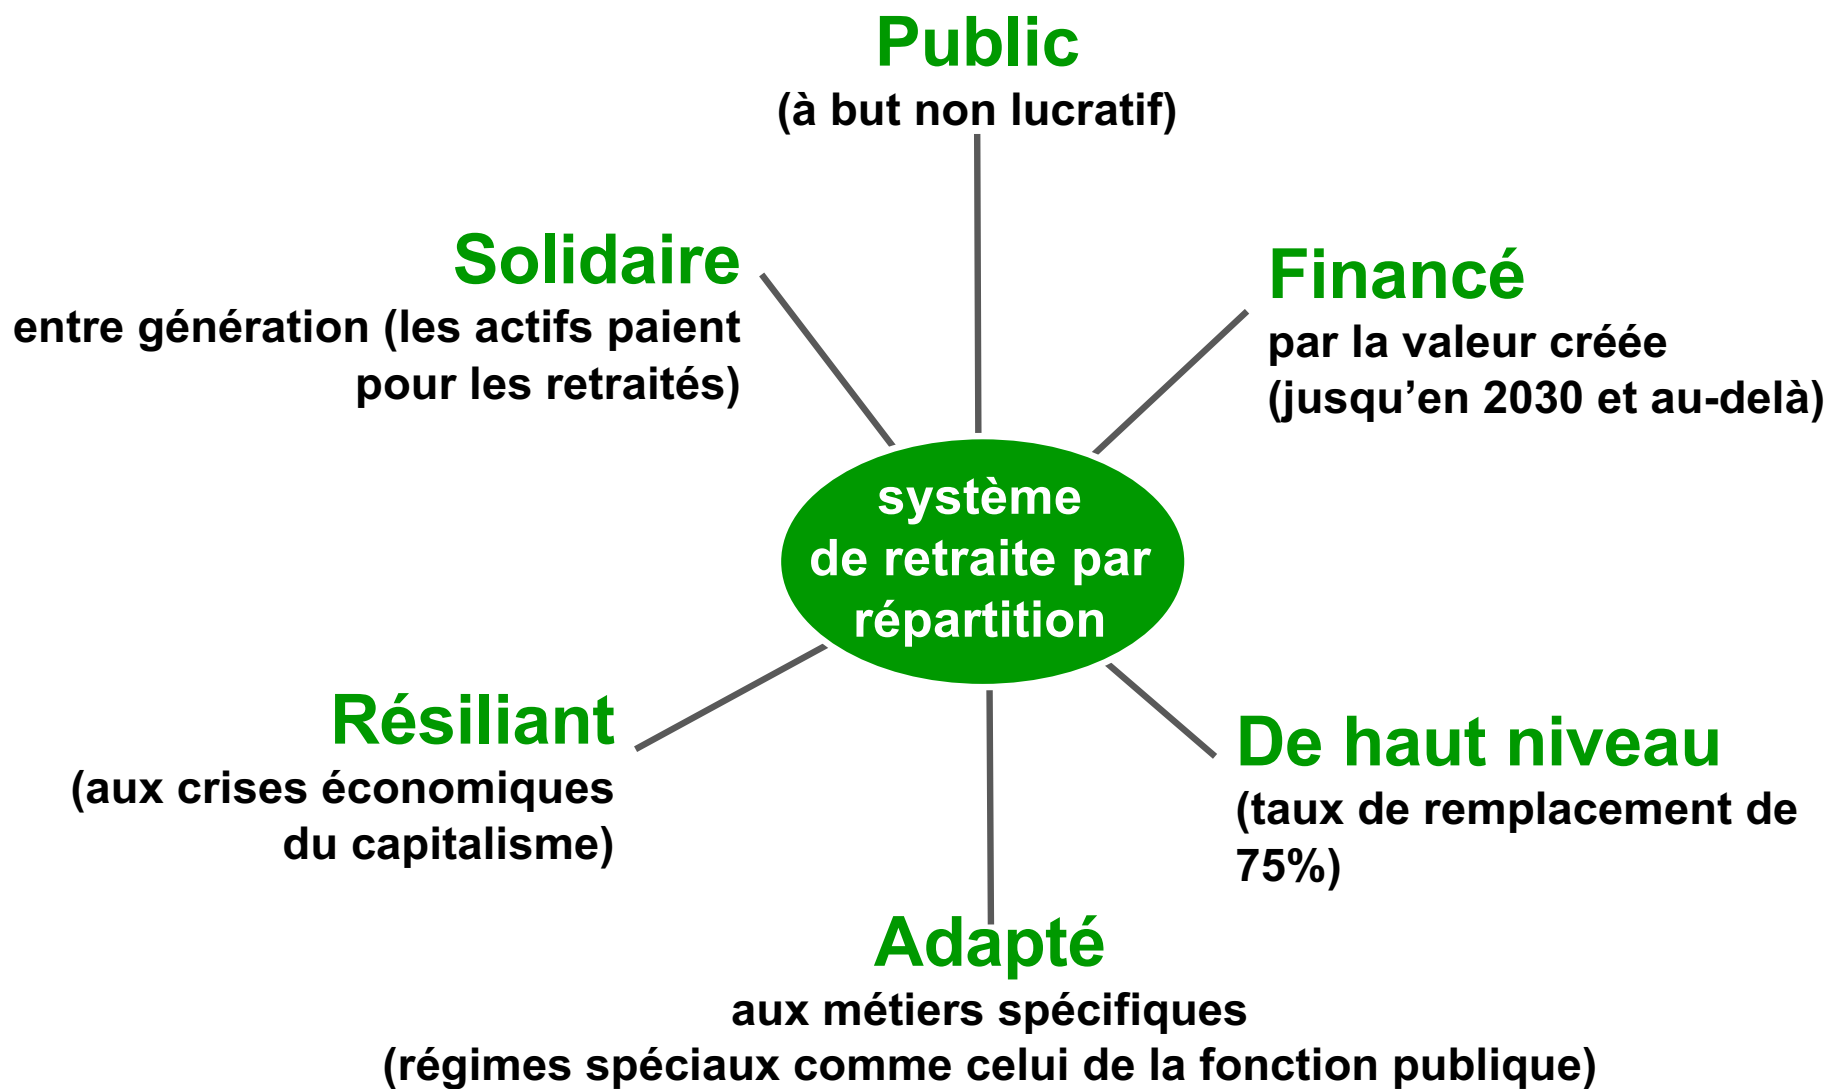 Public
(à but non lucratif)
Solidaire
entre génération (les actifs paient
pour les retraités)
Financé
par la valeur créée
(jusqu’en 2030 et au-delà)
système
de retraite par
répartition
Résiliant
(aux crises économiques
du capitalisme)
De haut niveau
(taux de remplacement de
75%)
Adapté
aux métiers spécifiques
(régimes spéciaux comme celui de la fonction publique)